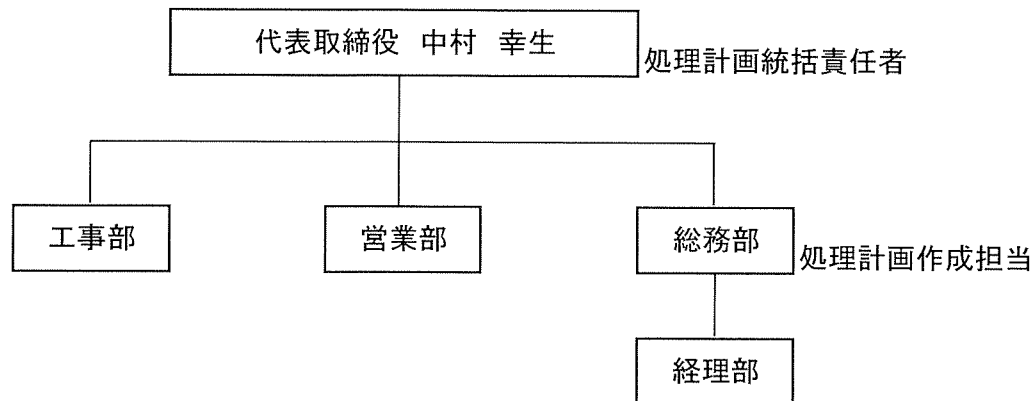 代表取締役 中村 幸生
処理計画統括責任者
工事部
営業部
総務部
処理計画作成担当
経理部